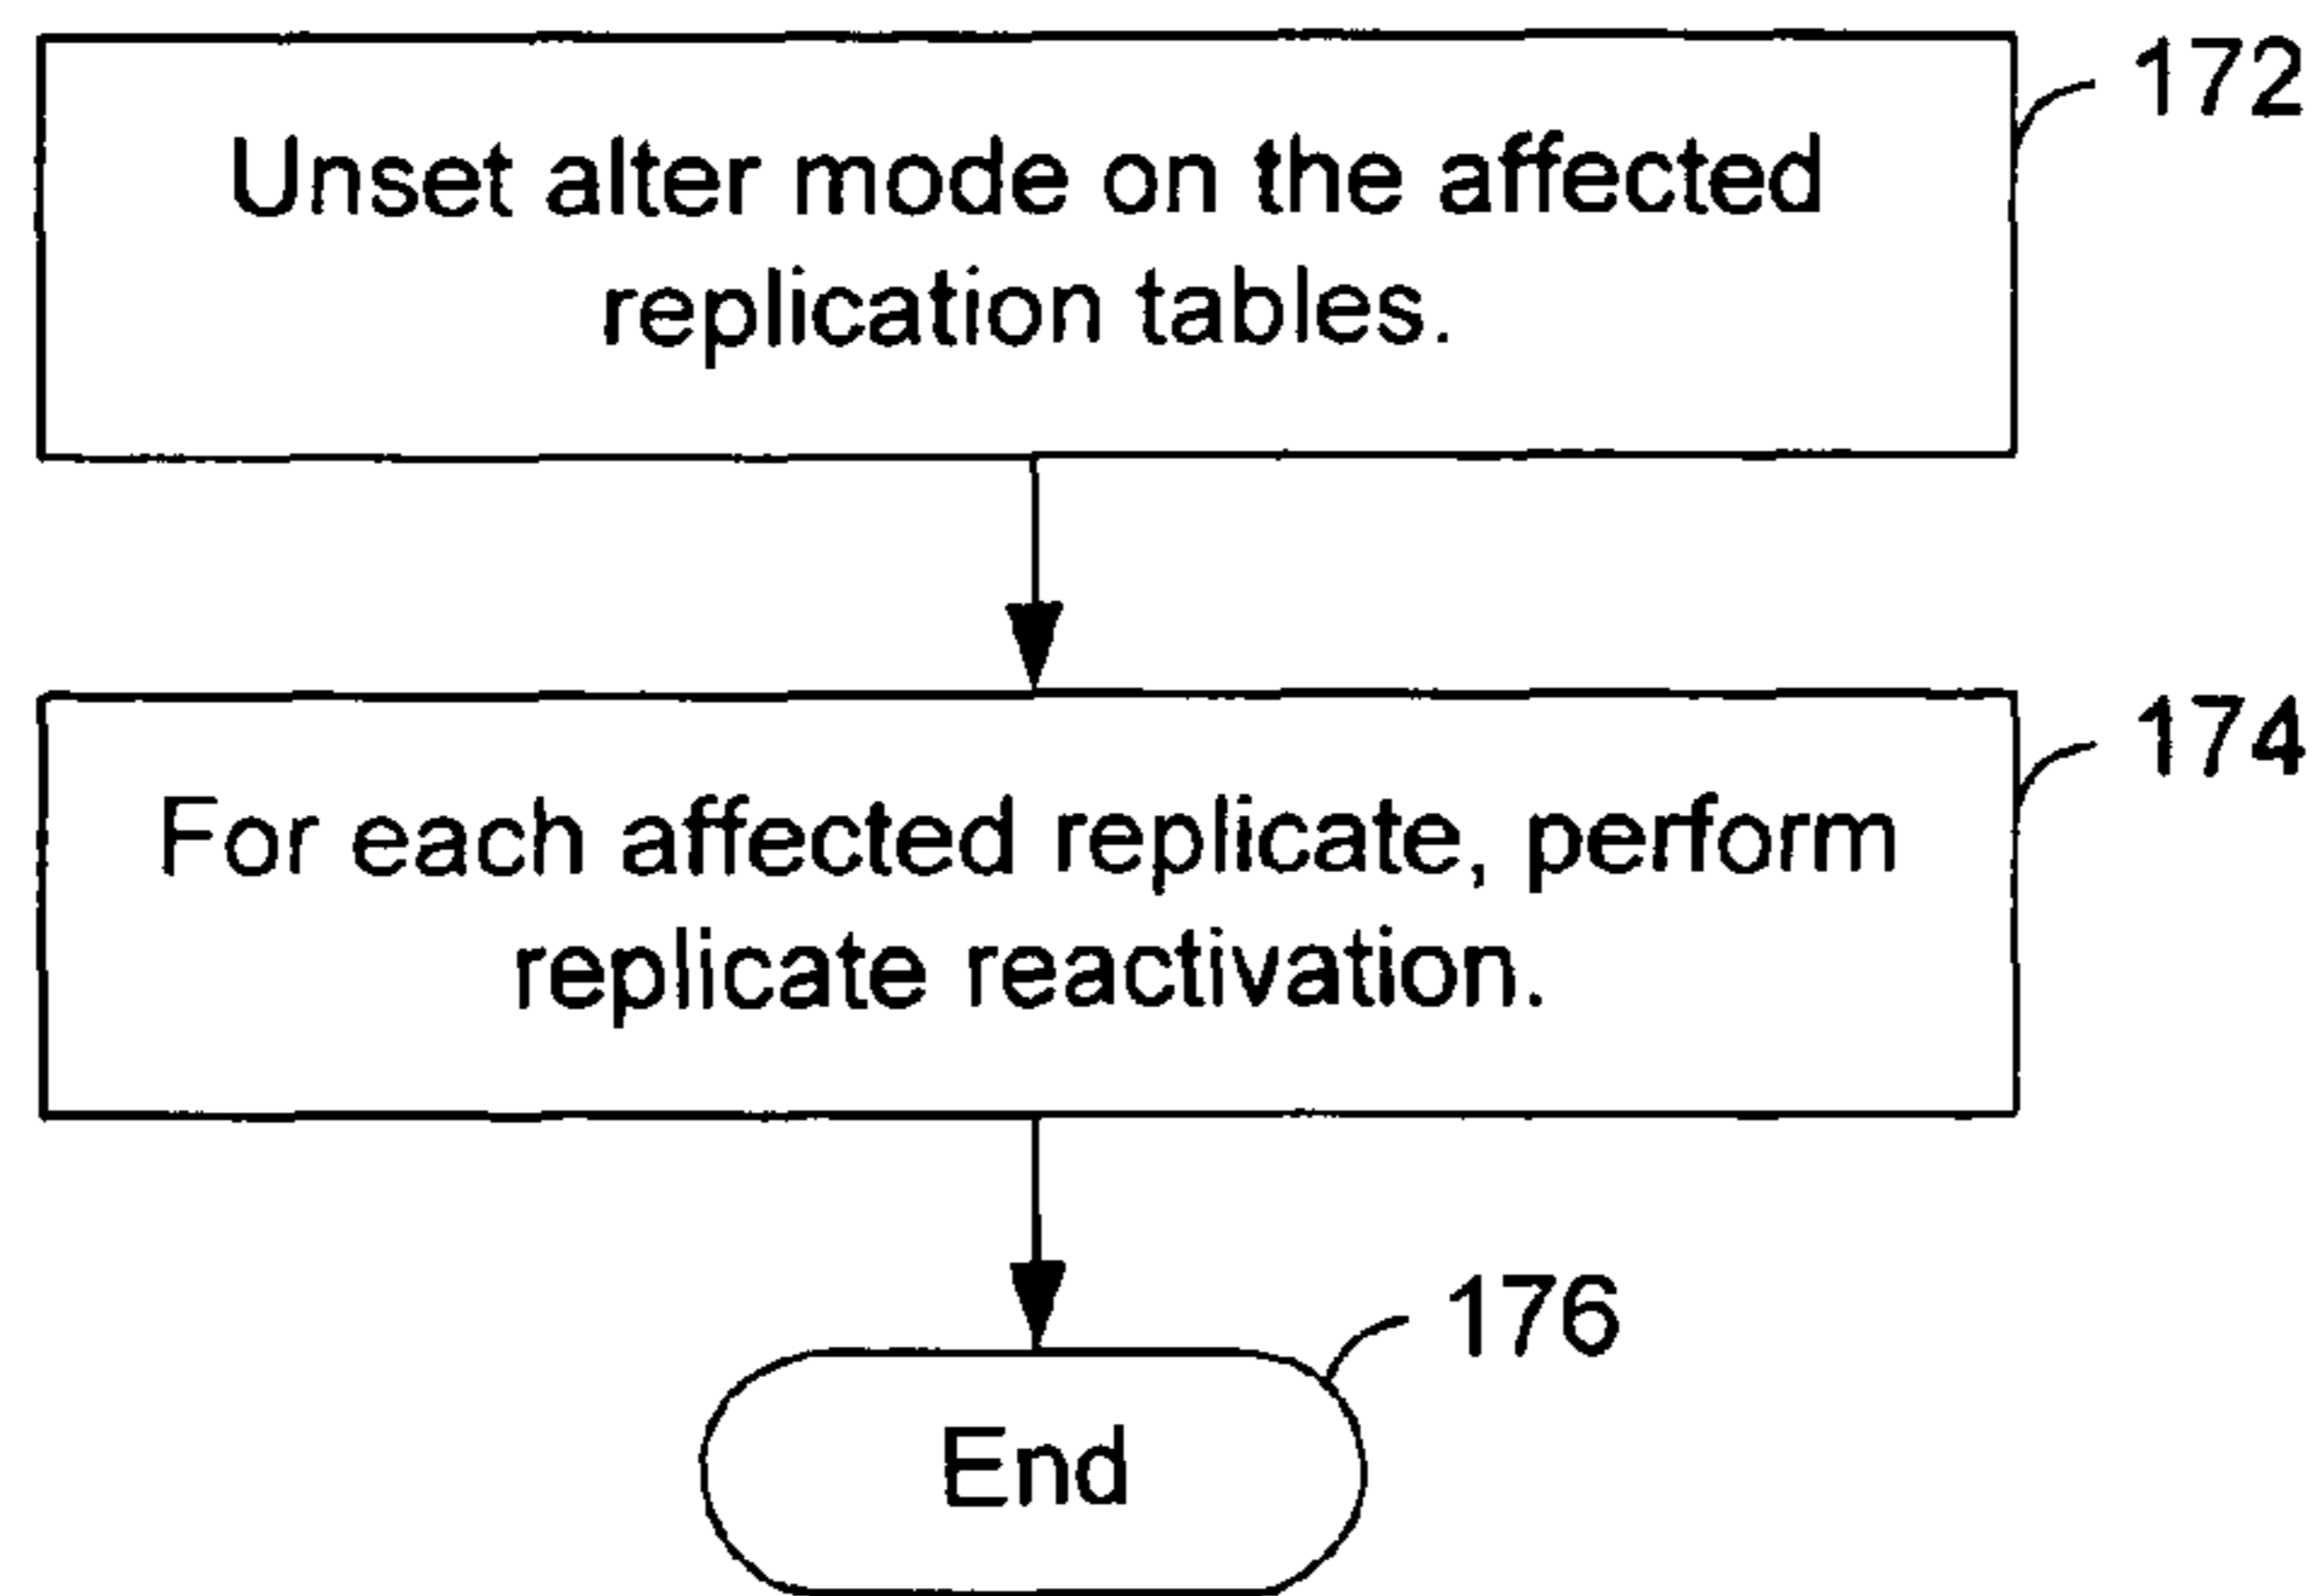 172
Unset alter mode on the affected
replication tables.
174
For each affected replicate, perform
replicate reactivation.
176
End